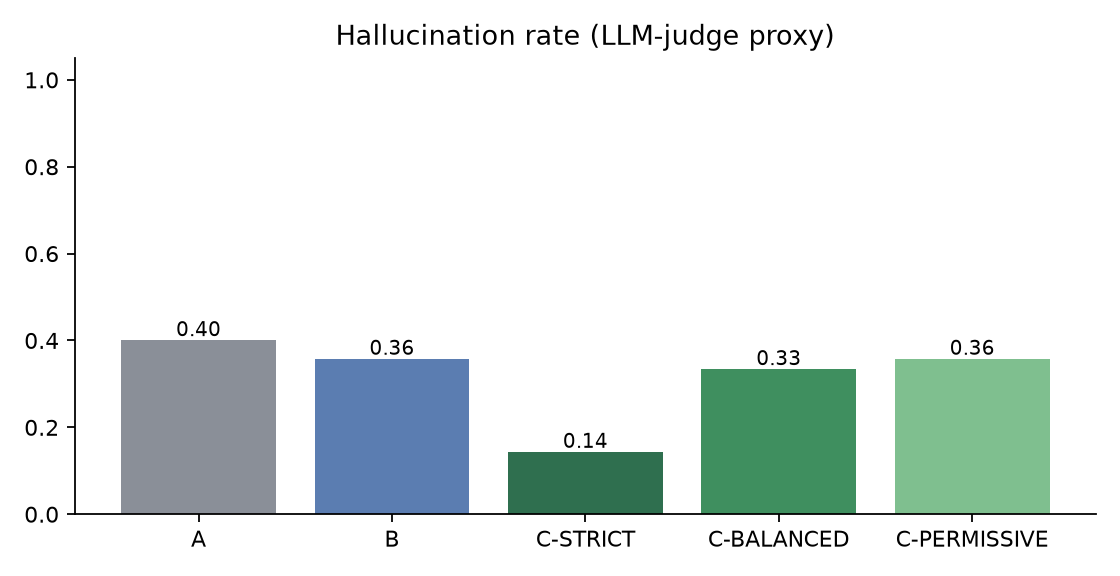 Hallucination rate (LLM-judge proxy)
1.0
0.8
0.6
0.4
0.2
0.0
0.40
0.36
0.14
0.33
0.36
A
B
C-STRICT
C-BALANCED
C-PERMISSIVE